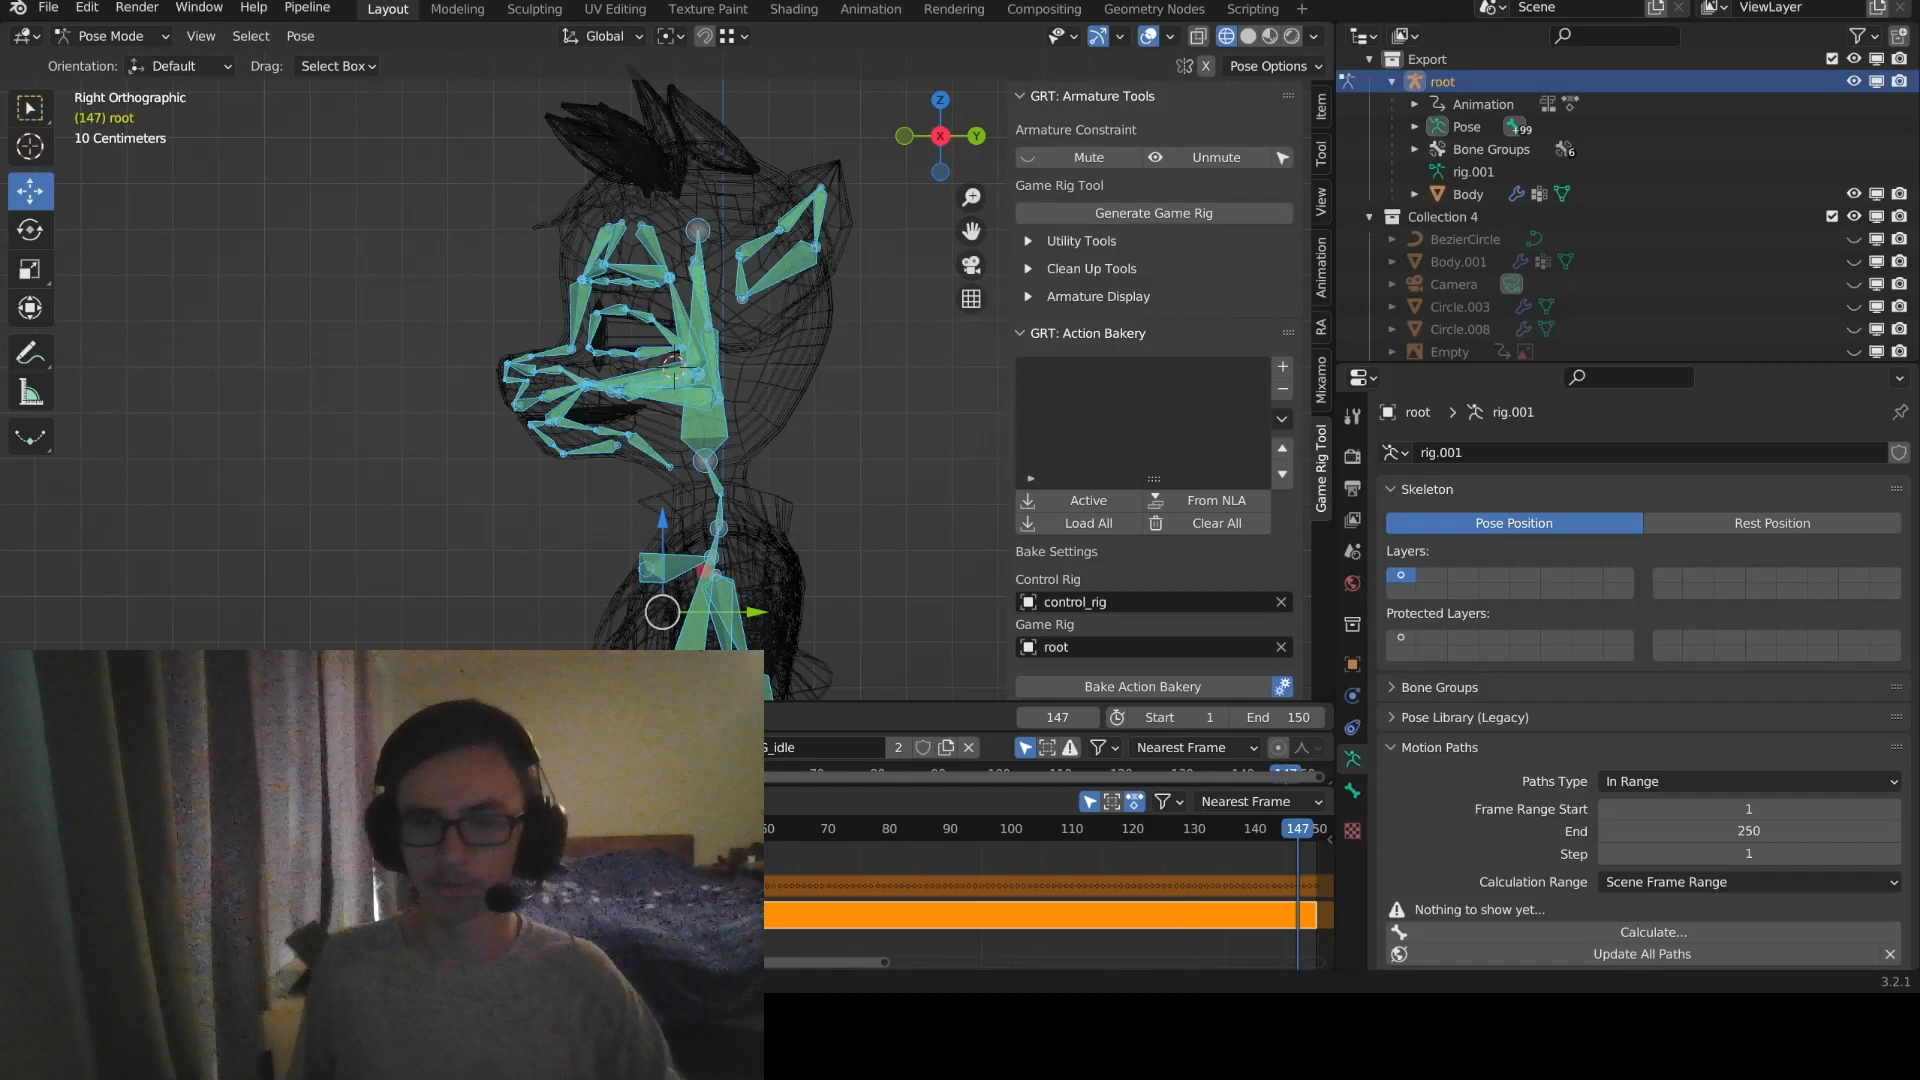 File Edit Render Window Help Pipeline Layout Modeling Sculpting UV Editing Texture Paint Shading Animation Rendering Compositing Geometry Nodes Scripting + Scene ViewLayer
Pose Mode View Select Pose Global
Orientation: Default Drag: Select Box X Pose Options
Right Orthographic
(147) root
10 Centimeters
Z
X
Y
GRT: Armature Tools
Armature Constraint
Mute Unmute
Game Rig Tool
Generate Game Rig
Utility Tools
Clean Up Tools
Armature Display
GRT: Action Bakery
Active From NLA
Load All Clear All
Bake Settings
Control Rig
control_rig
Game Rig
root
Bake Action Bakery
Item
Tool
View
Animation
RA
Mixamo
Game Rig Tool
147 Start 1 End 150
_idle 2 Nearest Frame
Nearest Frame
70 80 90 100 110 120 130 140 147
Export
root
Animation
Pose +99
Bone Groups 6
rig.001
Body
Collection 4
BezierCircle
Body.001
Camera
Circle.003
Circle.008
Empty
root rig.001
rig.001
Skeleton
Pose Position Rest Position
Layers:
Protected Layers:
Bone Groups
Pose Library (Legacy)
Motion Paths
Paths Type In Range
Frame Range Start 1
End 250
Step 1
Calculation Range Scene Frame Range
Nothing to show yet...
Calculate...
Update All Paths
3.2.1